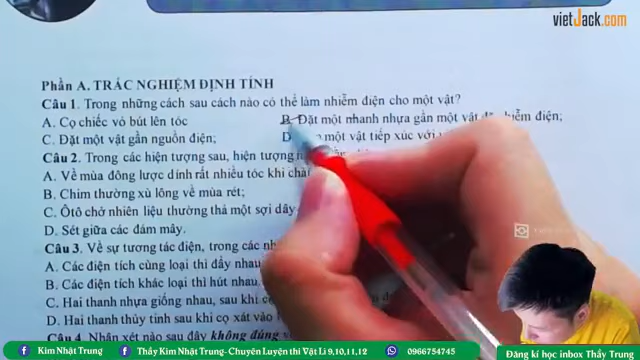 vietJack.com
Phần A. TRẮC NGHIỆM ĐỊNH TÍNH
Câu 1. Trong những cách sau cách nào có thể làm nhiễm điện cho một vật?
A. Cọ chiếc vỏ bút lên tóc
B. Đặt một nhanh nhựa gần một vật đã nhiễm điện;
C. Đặt một vật gần nguồn điện;
D. một vật tiếp xúc với
Câu 2. Trong các hiện tượng sau, hiện tượng
A. Về mùa đông lược dính rất nhiều tóc khi chải
B. Chim thường xù lông về mùa rét;
C. Ôtô chở nhiên liệu thường thả một sợi dây
D. Sét giữa các đám mây.
Câu 3. Về sự tương tác điện, trong các
A. Các điện tích cùng loại thì đẩy nhau
B. Các điện tích khác loại thì hút nhau.
C. Hai thanh nhựa giống nhau, sau khi
D. Hai thanh thủy tinh sau khi cọ xát vào
Câu 4. Nhận xét nào sau đây không đúng
Kim Nhật Trung
Thầy Kim Nhật Trung- Chuyên Luyện thi Vật Lí 9,10,11,12
0966754745
Đăng kí học inbox Thầy Trung